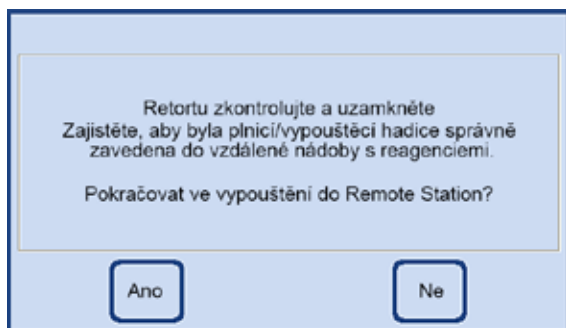 Retortu zkontrolujte a uzamkněte
Zajistěte, aby byla plnicí/vypouštěcí hadice správně
zavedena do vzdálené nádoby s reagenciemi.
Pokračovat ve vypouštění do Remote Station?
Ano
Ne